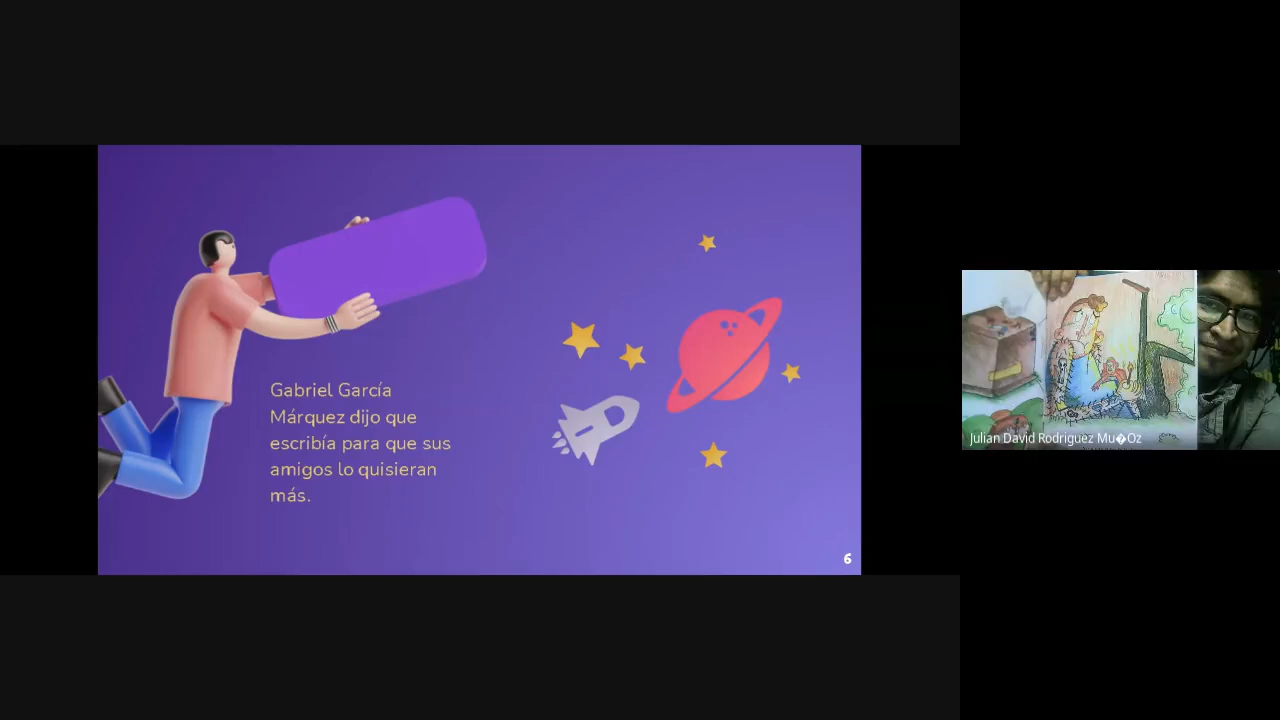 Gabriel García
Márquez dijo que
escribía para que sus
amigos lo quisieran
más.
6
Julian David Rodriguez Mu�Oz